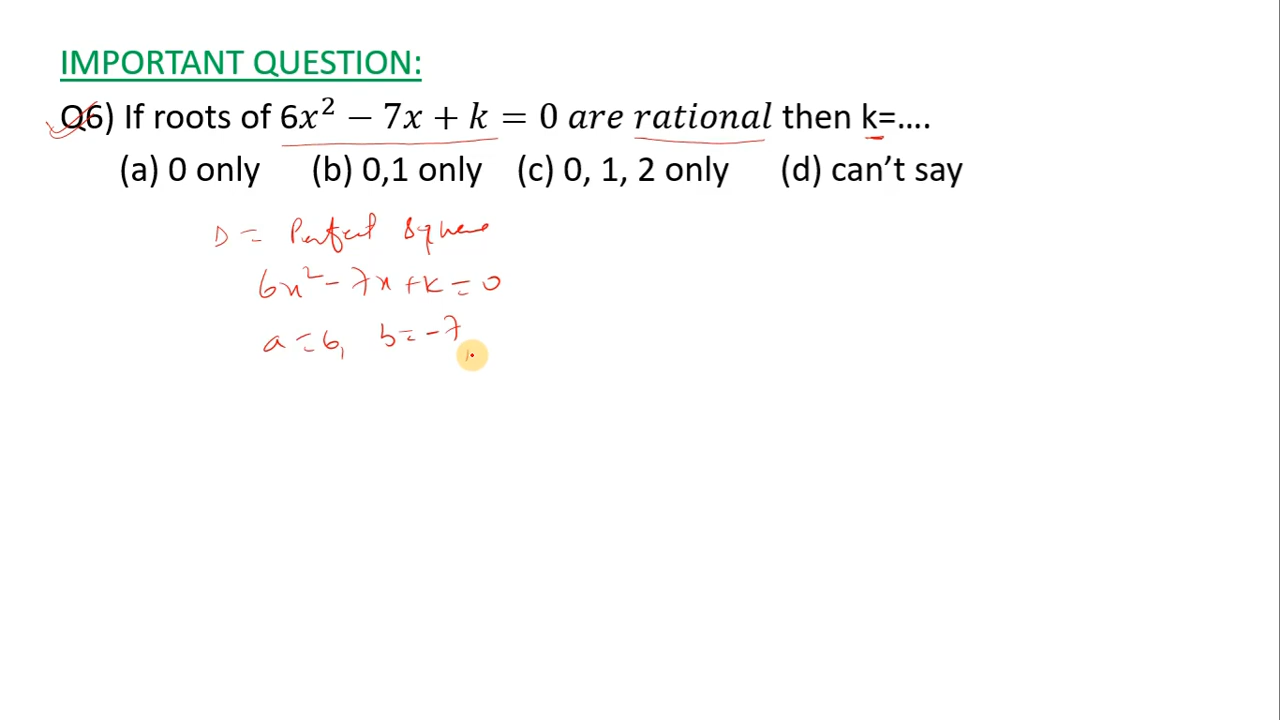 IMPORTANT QUESTION:
Q6) If roots of 6x² − 7x + k = 0 are rational then k=....
(a) 0 only (b) 0,1 only (c) 0, 1, 2 only (d) can't say
D = Perfect Square
6x² − 7x + k = 0
a = 6, b = −7